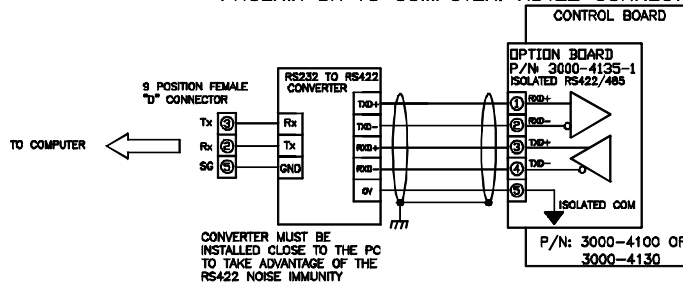 CONTROL BOARD
OPTION BOARD
P/N: 3000-4135-1
ISOLATED RS422/485
RS232 TO RS422
CONVERTER
9 POSITION FEMALE
"D" CONNECTOR
TO COMPUTER
Tx 3
Rx 2
SG 5
Rx
Tx
GND
TXD+
TXD-
RXD+
RXD-
0V
1 RXD+
2 RXD-
3 TXD+
4 TXD-
5
ISOLATED COM
CONVERTER MUST BE
INSTALLED CLOSE TO THE PC
TO TAKE ADVANTAGE OF THE
RS422 NOISE IMMUNITY
P/N: 3000-4100 OR
3000-4130